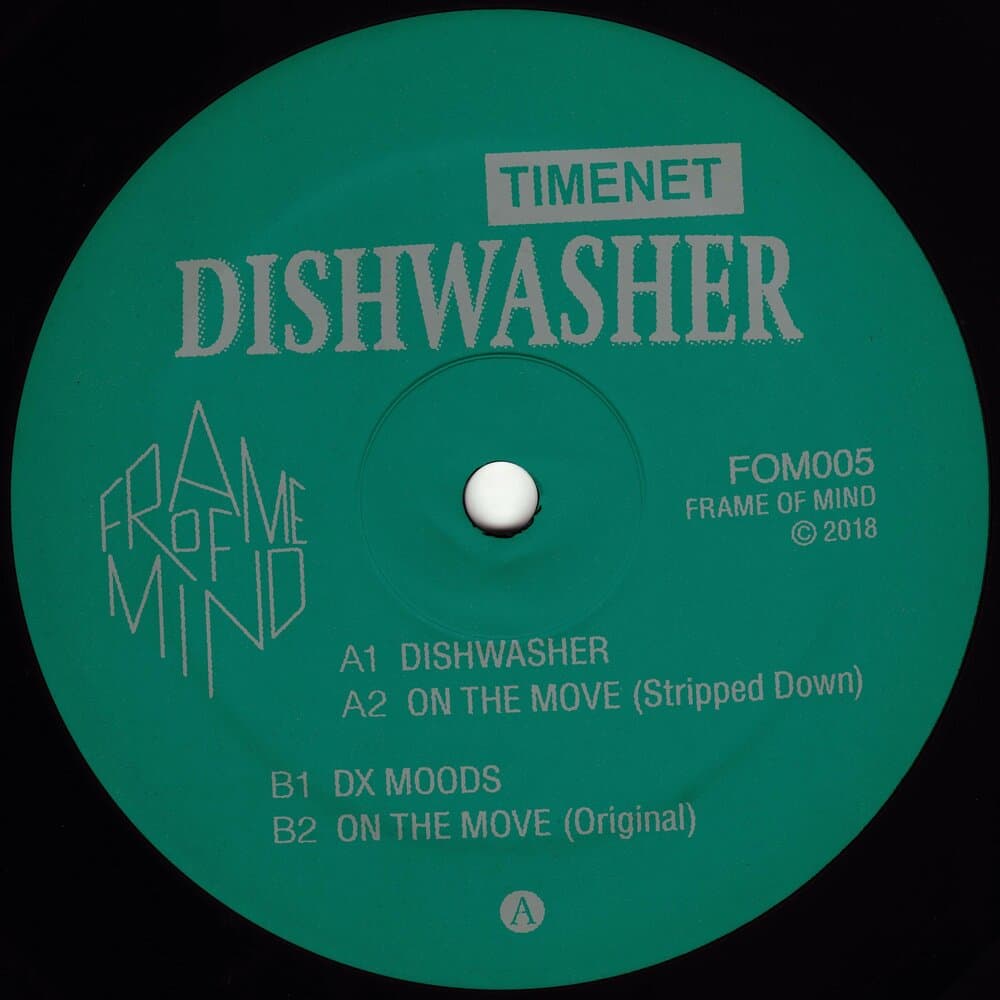 TIMENET
DISHWASHER
FRAME
OF
MIND
FOM005
FRAME OF MIND
© 2018
A1 DISHWASHER
A2 ON THE MOVE (Stripped Down)
B1 DX MOODS
B2 ON THE MOVE (Original)
A